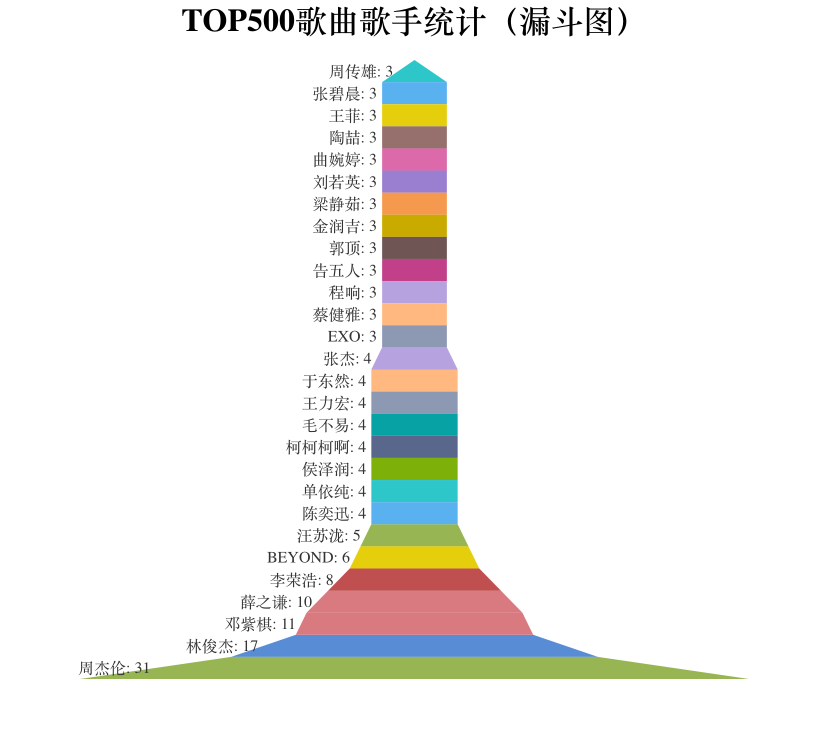 TOP500歌曲歌手统计（漏斗图）
周传雄: 3
张碧晨: 3
王菲: 3
陶喆: 3
曲婉婷: 3
刘若英: 3
梁静茹: 3
金润吉: 3
郭顶: 3
告五人: 3
程响: 3
蔡健雅: 3
EXO: 3
张杰: 4
于东然: 4
王力宏: 4
毛不易: 4
柯柯柯啊: 4
侯泽润: 4
单依纯: 4
陈奕迅: 4
汪苏泷: 5
BEYOND: 6
李荣浩: 8
薛之谦: 10
邓紫棋: 11
林俊杰: 17
周杰伦: 31